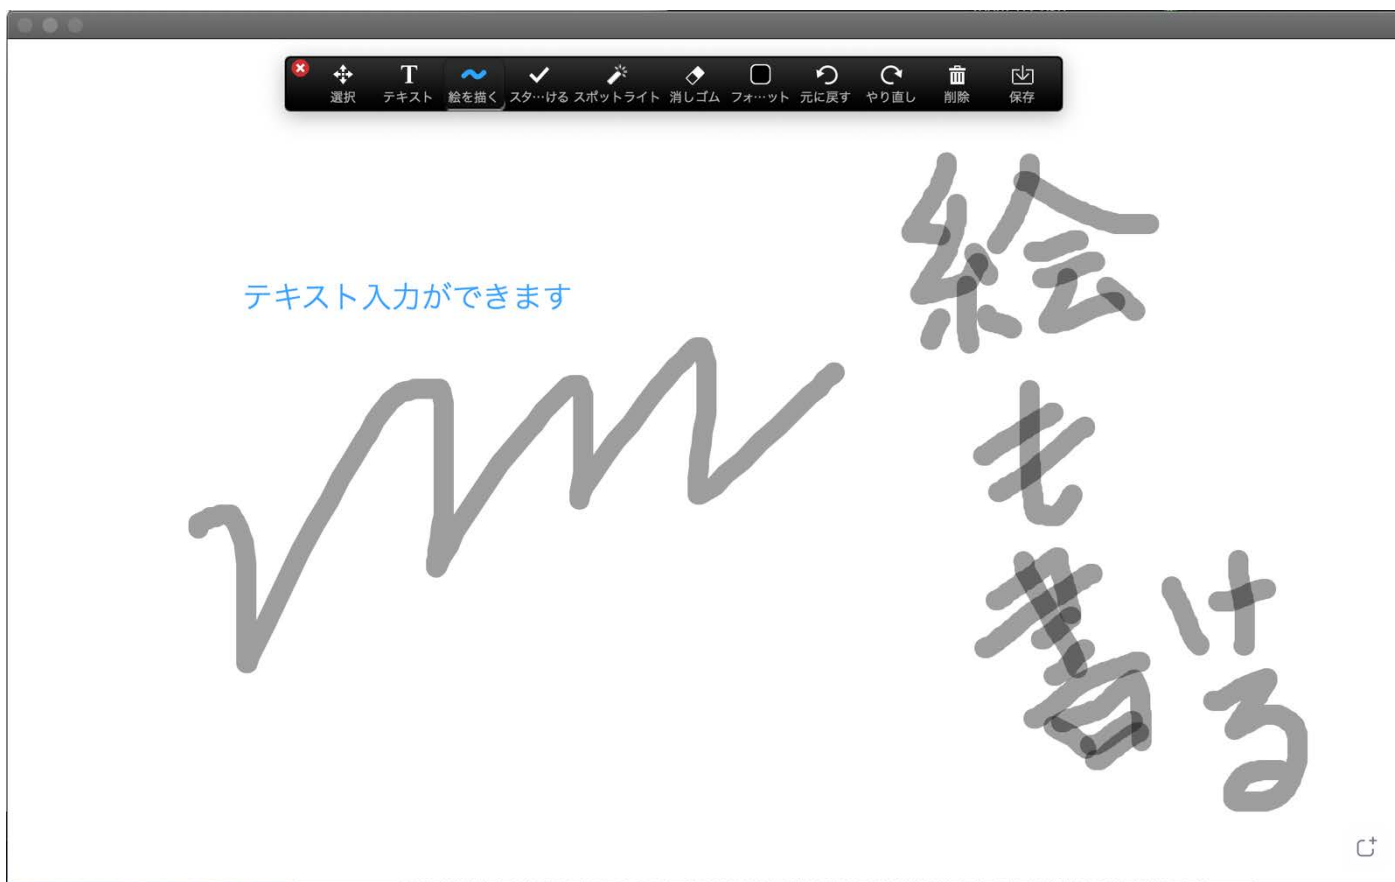 選択 テキスト 絵を描く スタ…ける スポットライト 消しゴム フォ…ット 元に戻す やり直し 削除 保存
テキスト入力ができます
絵も書ける